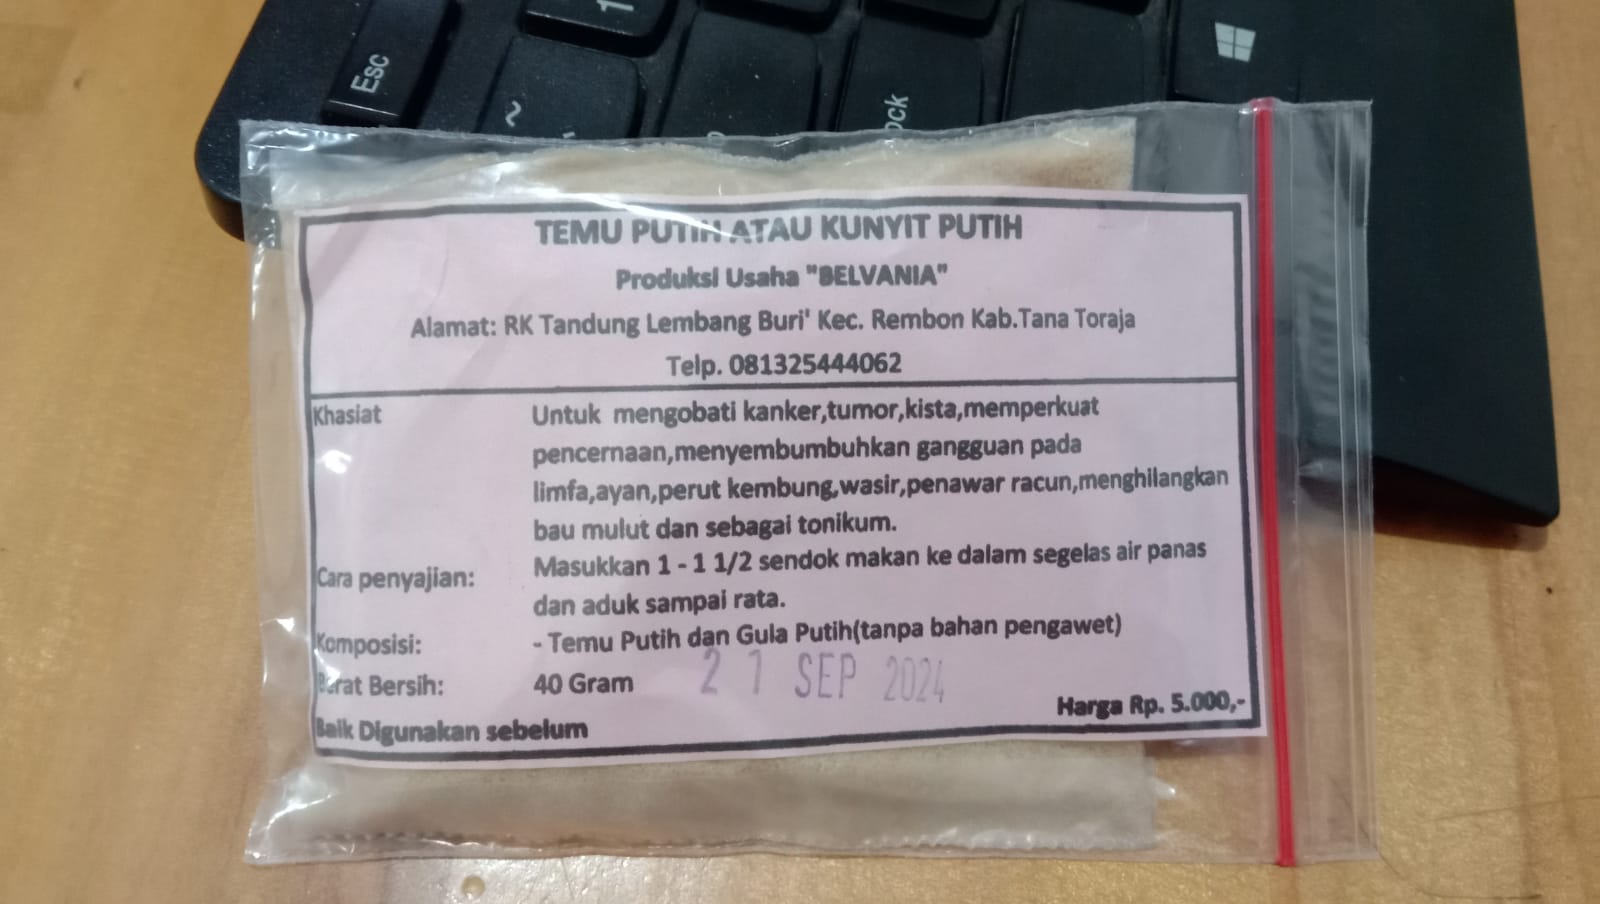 Esc
1
~
ock
TEMU PUTIH ATAU KUNYIT PUTIH
Produksi Usaha "BELVANIA"
Alamat: RK Tandung Lembang Buri' Kec. Rembon Kab.Tana Toraja
Telp. 081325444062
Khasiat Untuk mengobati kanker,tumor,kista,memperkuat
pencernaan,menyembumbuhkan gangguan pada
limfa,ayan,perut kembung,wasir,penawar racun,menghilangkan
bau mulut dan sebagai tonikum.
Cara penyajian: Masukkan 1 - 1 1/2 sendok makan ke dalam segelas air panas
dan aduk sampai rata.
Komposisi: - Temu Putih dan Gula Putih(tanpa bahan pengawet)
Berat Bersih: 40 Gram 21 SEP 2024
Harga Rp. 5.000,-
Baik Digunakan sebelum